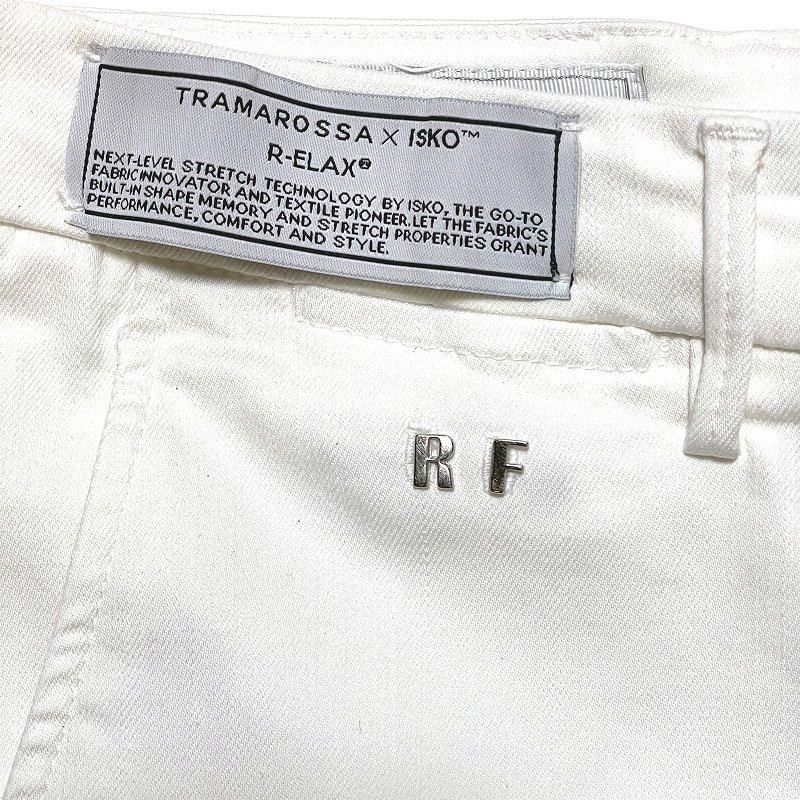 TRAMAROSSA X ISKO™
R-ELAX®
NEXT-LEVEL STRETCH TECHNOLOGY BY ISKO, THE GO-TO
FABRIC INNOVATOR AND TEXTILE PIONEER. LET THE FABRIC'S
BUILT-IN SHAPE MEMORY AND STRETCH PROPERTIES GRANT
PERFORMANCE, COMFORT AND STYLE.
R F